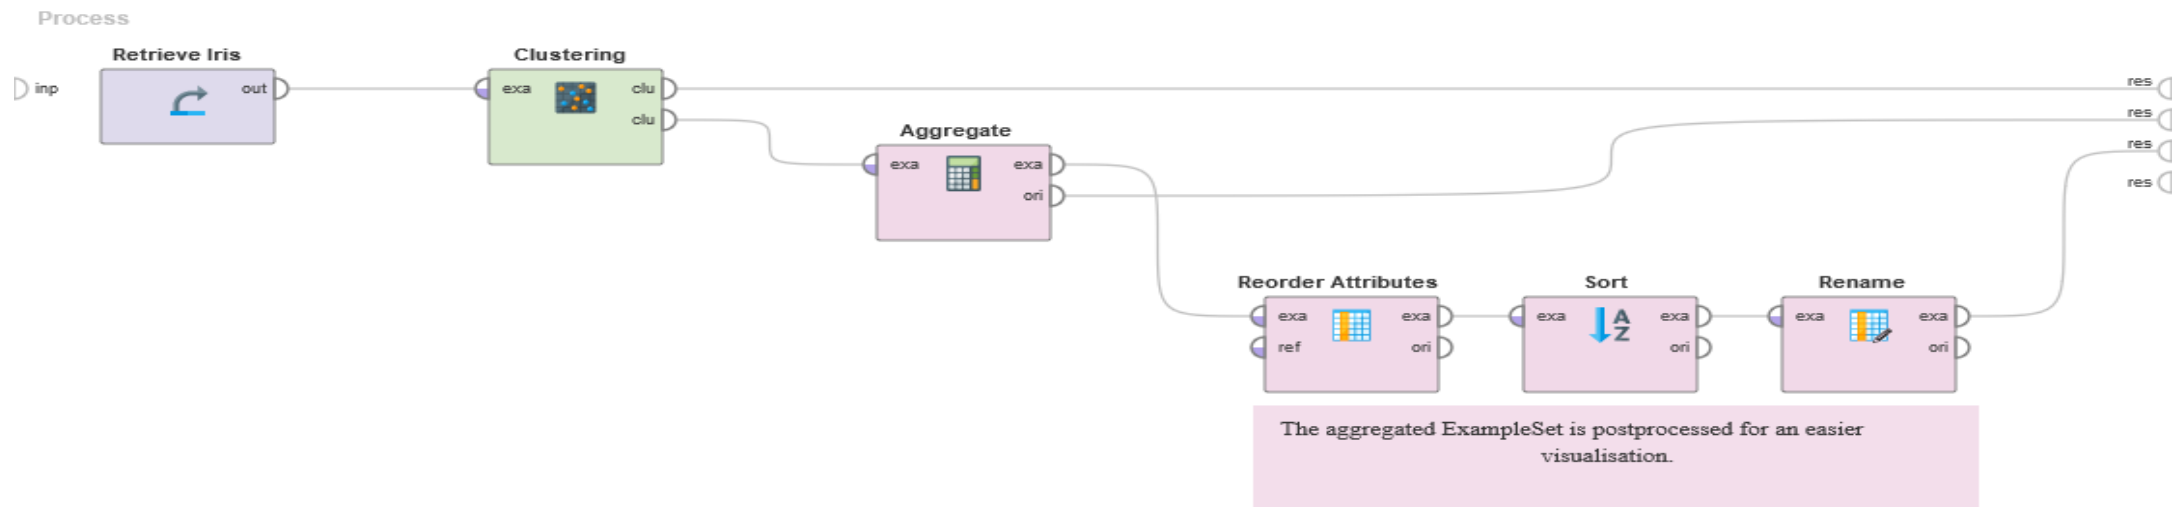 Process
Retrieve Iris
Clustering
inp
out
exa
clu
res
clu
res
Aggregate
res
exa
exa
res
ori
Reorder Attributes
Sort
Rename
exa
exa
exa
exa
exa
exa
ref
ori
ori
ori
The aggregated ExampleSet is postprocessed for an easier
visualisation.